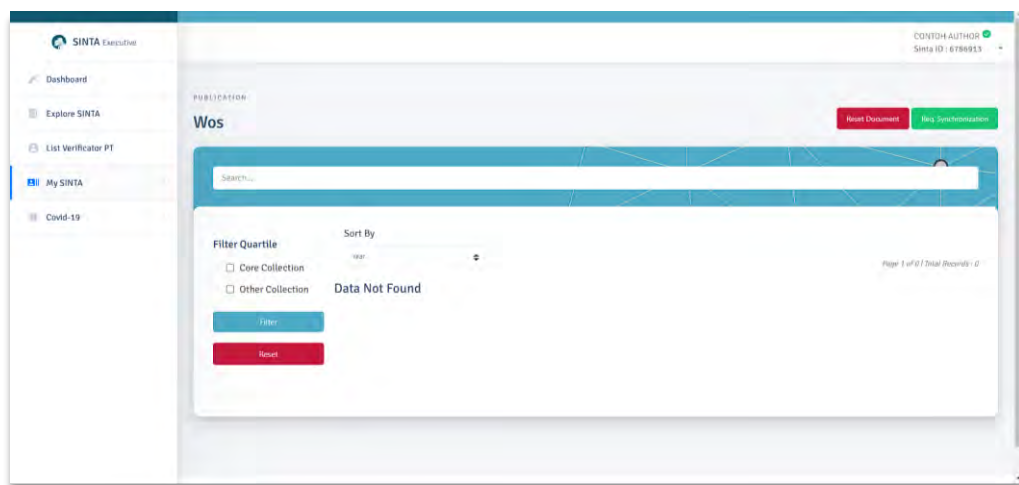 SINTA Executive
CONTOH AUTHOR
Sinta ID : 6786913
Dashboard
Explore SINTA
List Verificator PT
My SINTA
Covid-19
PUBLICATION
Wos
Reset Document
Req. Synchronization
Search...
Filter Quartile
Core Collection
Other Collection
Filter
Reset
Sort By
year
Data Not Found
Page 1 of 0 | Total Records : 0